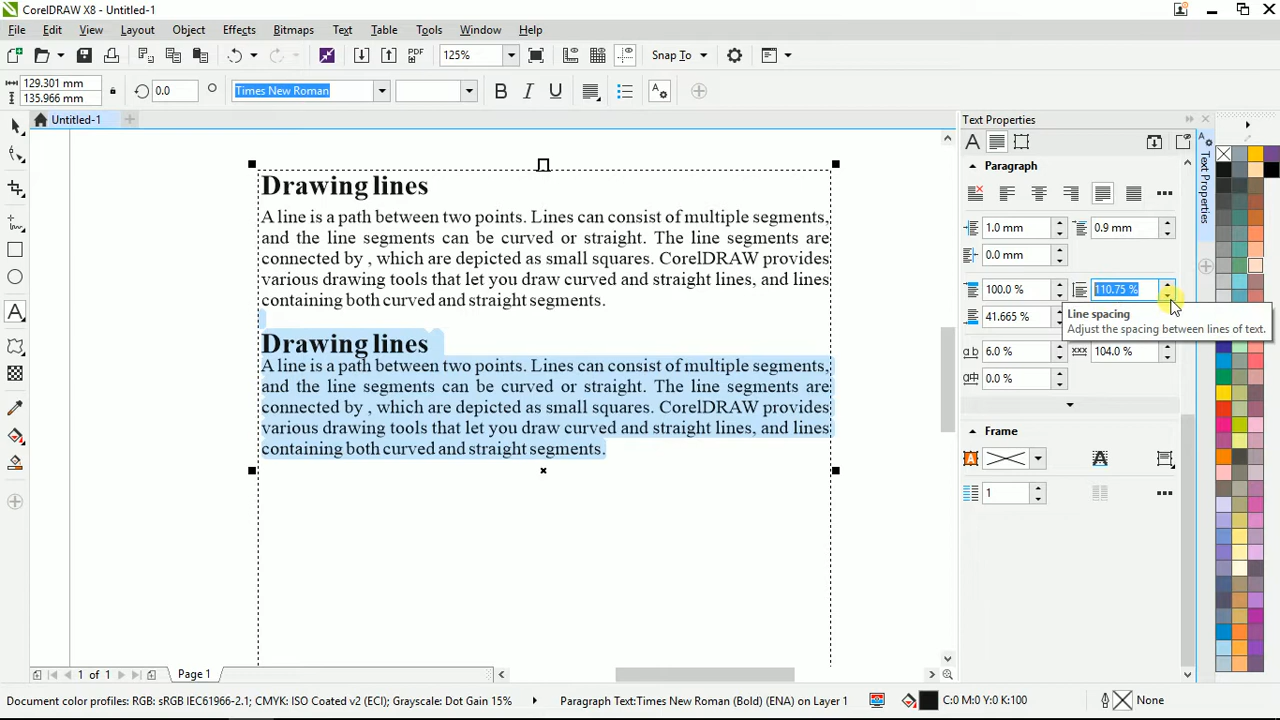 CorelDRAW X8 - Untitled-1
File Edit View Layout Object Effects Bitmaps Text Table Tools Window Help
PDF 125% Snap To
129.301 mm
135.966 mm
0.0 Times New Roman B I U
Untitled-1
Text Properties
Text Properties
Paragraph
1.0 mm 0.9 mm
0.0 mm
100.0 % 110.75 %
41.665 %
Line spacing
Adjust the spacing between lines of text.
6.0 % 104.0 %
0.0 %
Frame
1
Drawing lines
A line is a path between two points. Lines can consist of multiple segments,
and the line segments can be curved or straight. The line segments are
connected by , which are depicted as small squares. CorelDRAW provides
various drawing tools that let you draw curved and straight lines, and lines
containing both curved and straight segments.
Drawing lines
A line is a path between two points. Lines can consist of multiple segments,
and the line segments can be curved or straight. The line segments are
connected by , which are depicted as small squares. CorelDRAW provides
various drawing tools that let you draw curved and straight lines, and lines
containing both curved and straight segments.
1 of 1 Page 1
Document color profiles: RGB: sRGB IEC61966-2.1; CMYK: ISO Coated v2 (ECI); Grayscale: Dot Gain 15% Paragraph Text:Times New Roman (Bold) (ENA) on Layer 1 C:0 M:0 Y:0 K:100 None